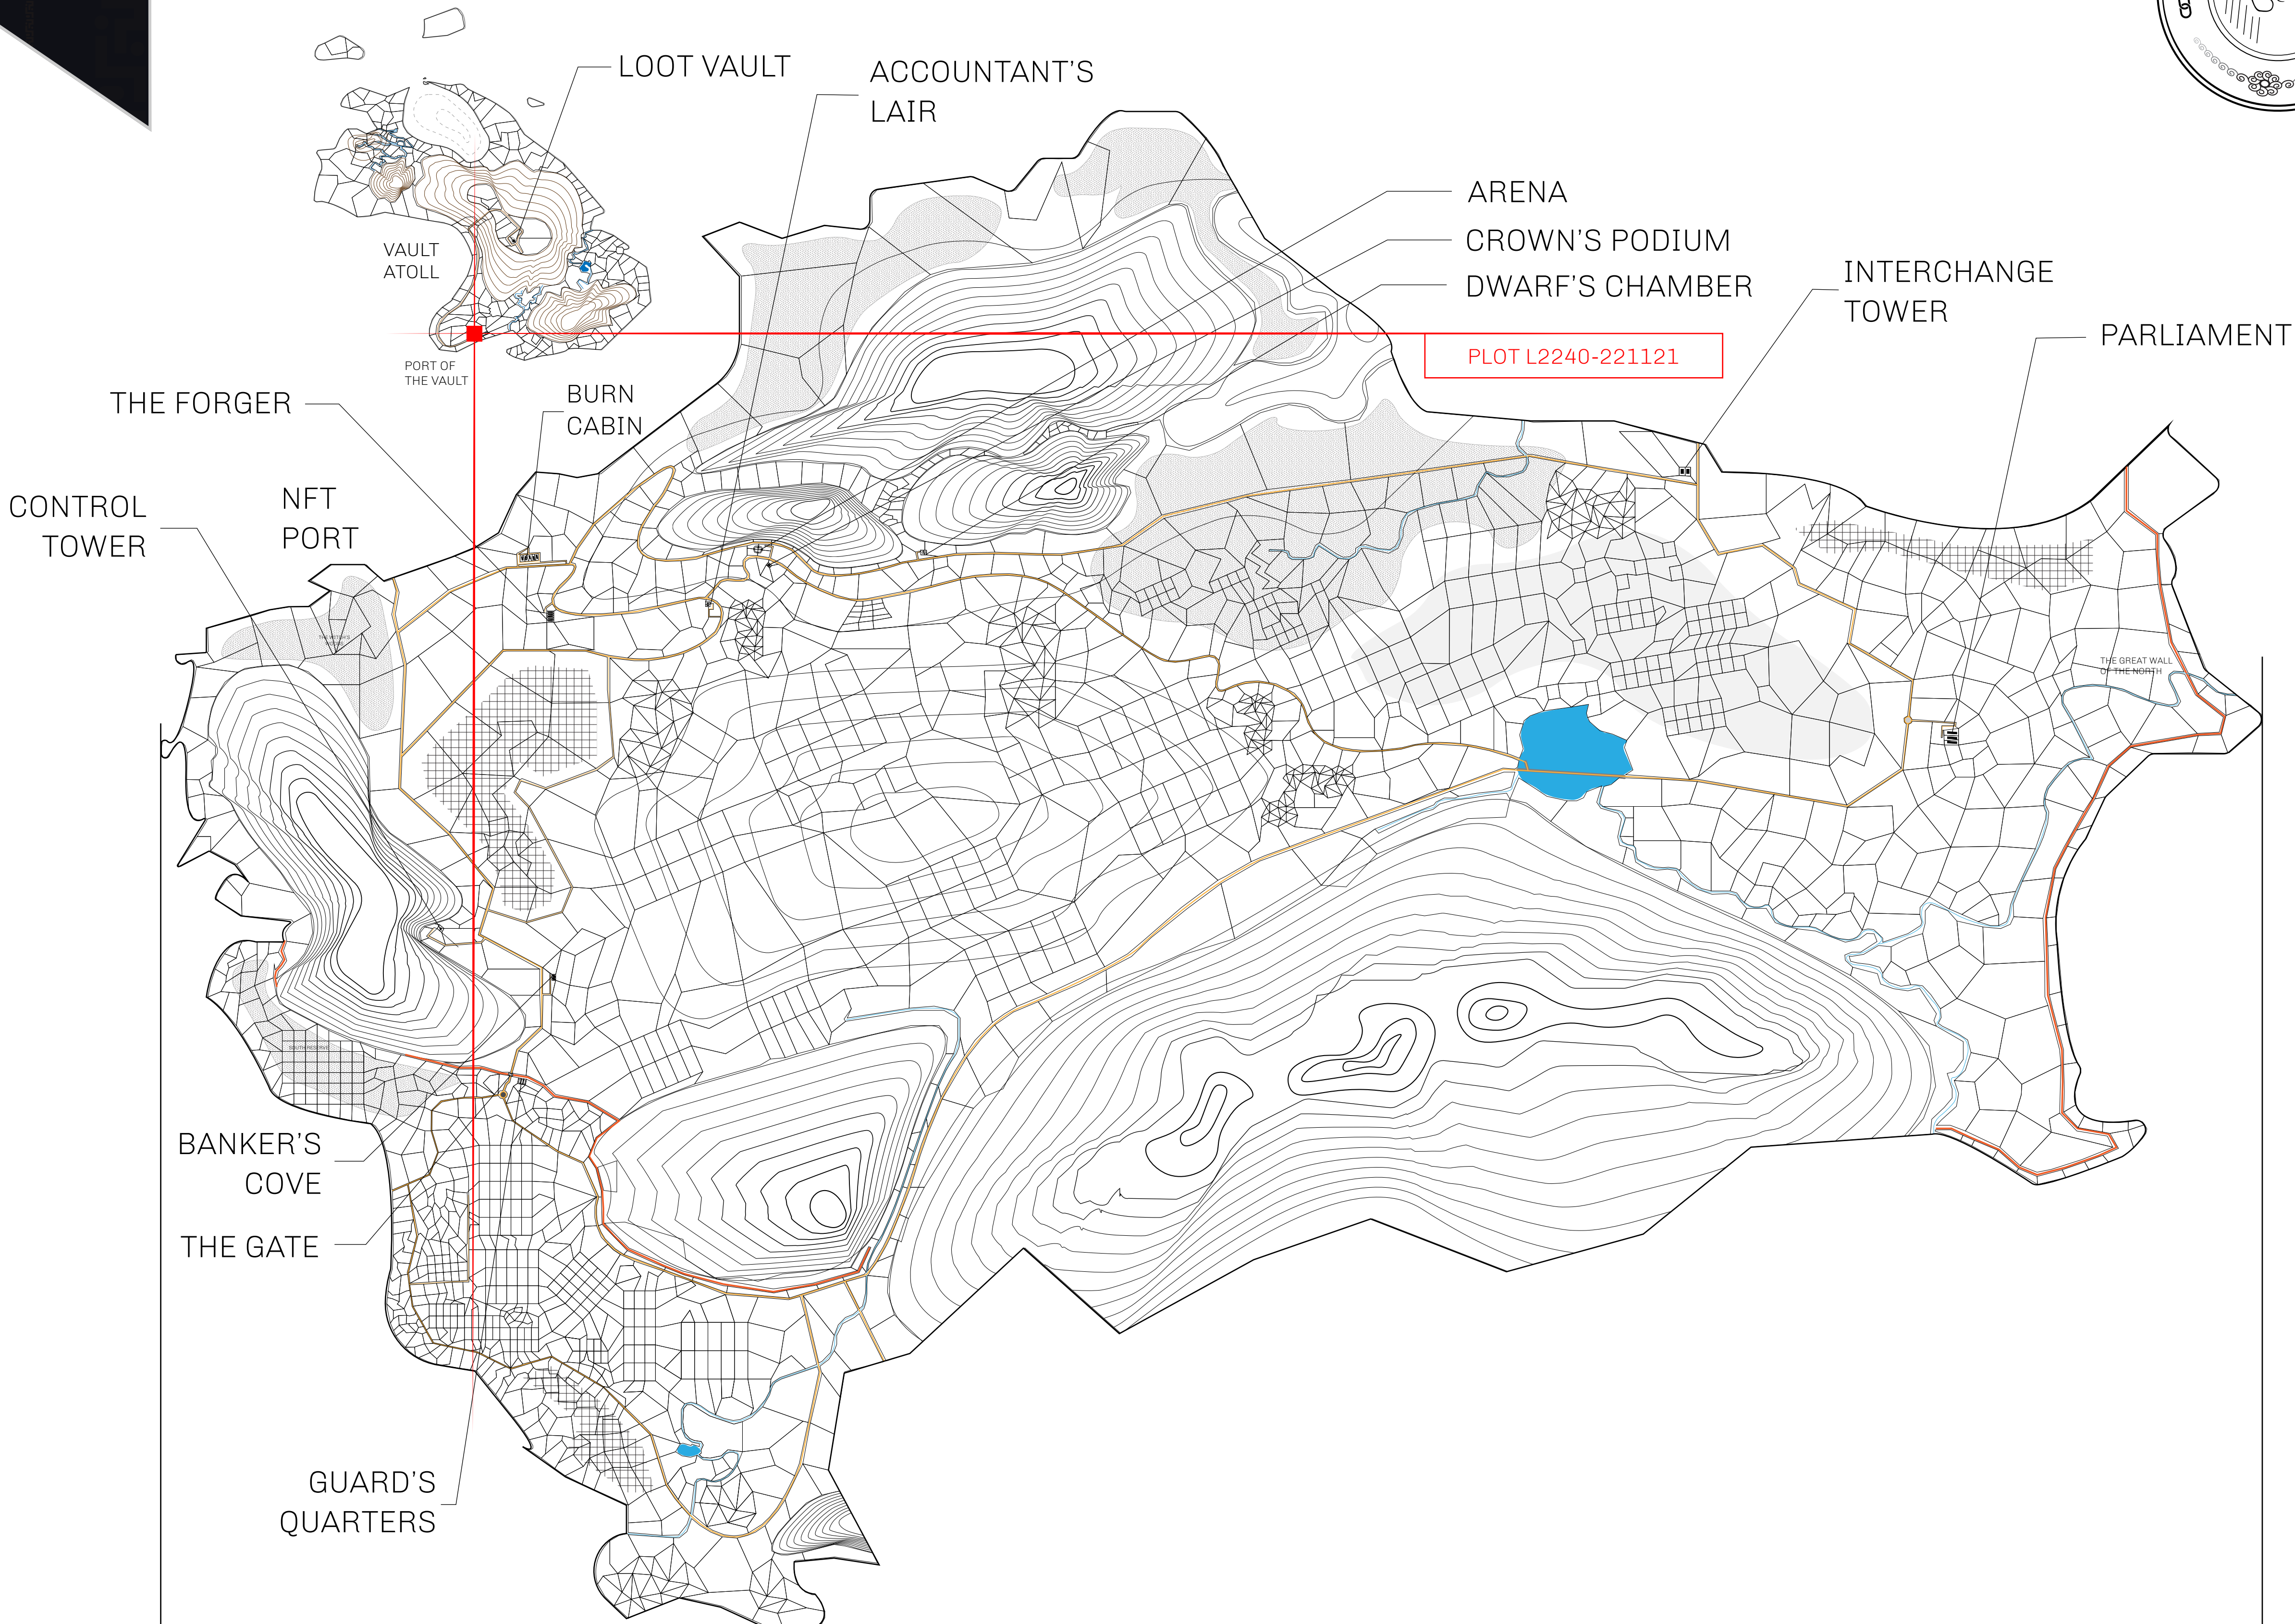 LOOT VAULT
ACCOUNTANT'S
LAIR
ARENA
CROWN'S PODIUM
DWARF'S CHAMBER
INTERCHANGE
TOWER
PARLIAMENT
VAULT
ATOLL
PLOT L2240-221121
PORT OF
THE VAULT
THE FORGER
BURN
CABIN
CONTROL
TOWER
NFT
PORT
THE GREAT WALL
OF THE NORTH
SOUTH RESERVE
BANKER'S
COVE
THE GATE
GUARD'S
QUARTERS